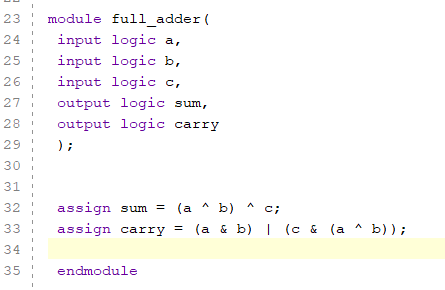 23 module full_adder(
24 input logic a,
25 input logic b,
26 input logic c,
27 output logic sum,
28 output logic carry
29 );
30
31
32 assign sum = (a ^ b) ^ c;
33 assign carry = (a & b) | (c & (a ^ b));
34
35 endmodule